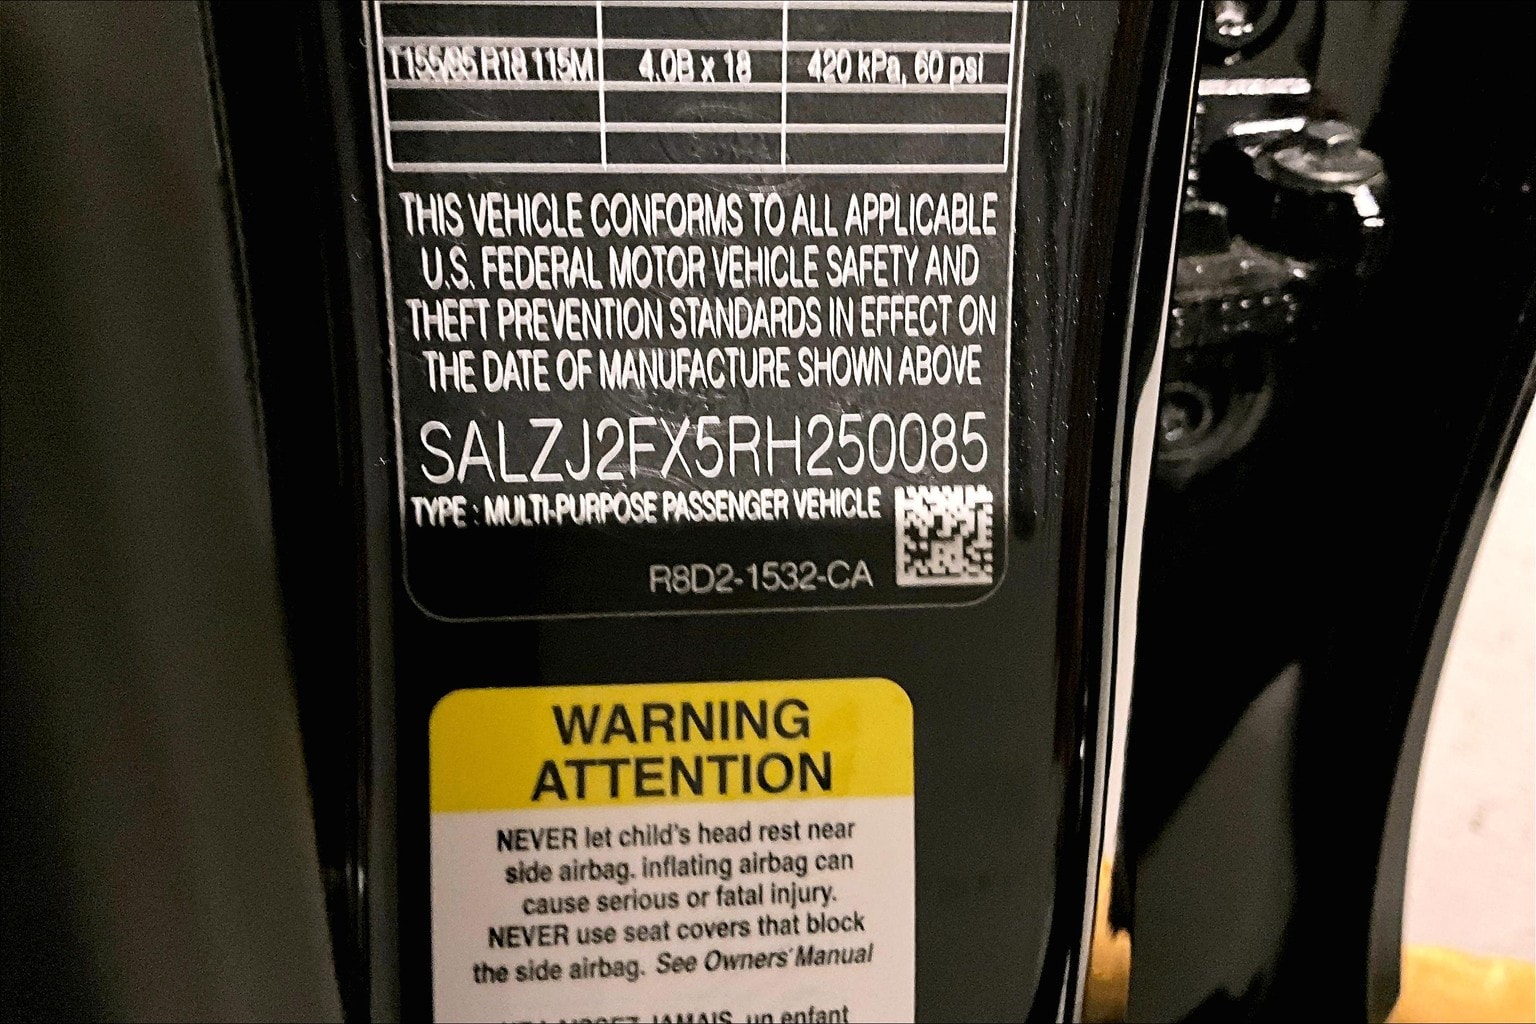 T155/85 R18 115M 4.0B x 18 420 kPa, 60 psi
THIS VEHICLE CONFORMS TO ALL APPLICABLE
U.S. FEDERAL MOTOR VEHICLE SAFETY AND
THEFT PREVENTION STANDARDS IN EFFECT ON
THE DATE OF MANUFACTURE SHOWN ABOVE
SALZJ2FX5RH250085
TYPE : MULTI-PURPOSE PASSENGER VEHICLE
R8D2-1532-CA
WARNING
ATTENTION
NEVER let child's head rest near
side airbag. inflating airbag can
cause serious or fatal injury.
NEVER use seat covers that block
the side airbag. See Owners' Manual
JAMAIS, un enfant